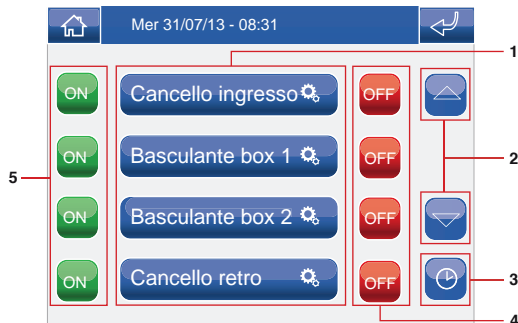 Mer 31/07/13 - 08:31
1
ON Cancello ingresso OFF
ON Basculante box 1 OFF
2
5
ON Basculante box 2 OFF
ON Cancello retro OFF
3
4